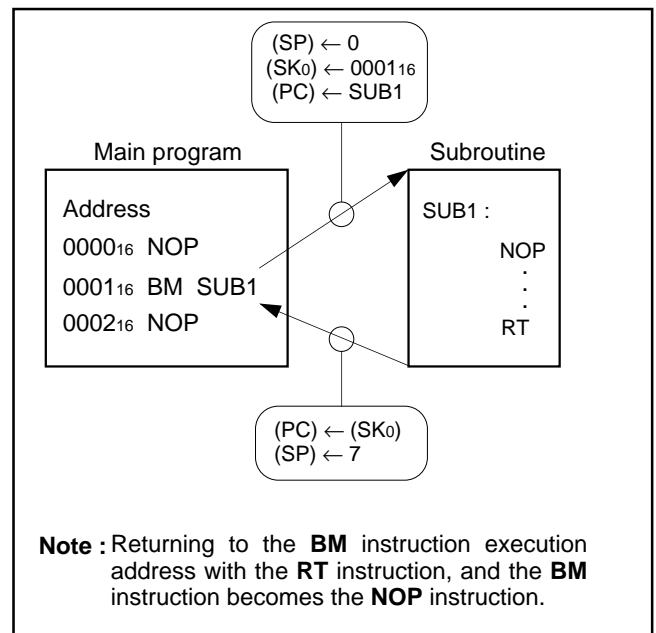 (SP) ← 0
(SK₀) ← 0001₁₆
(PC) ← SUB1
Main program
Subroutine
Address
0000₁₆ NOP
0001₁₆ BM SUB1
0002₁₆ NOP
SUB1 :
NOP
.
.
.
RT
(PC) ← (SK₀)
(SP) ← 7
Note : Returning to the BM instruction execution
address with the RT instruction, and the BM
instruction becomes the NOP instruction.